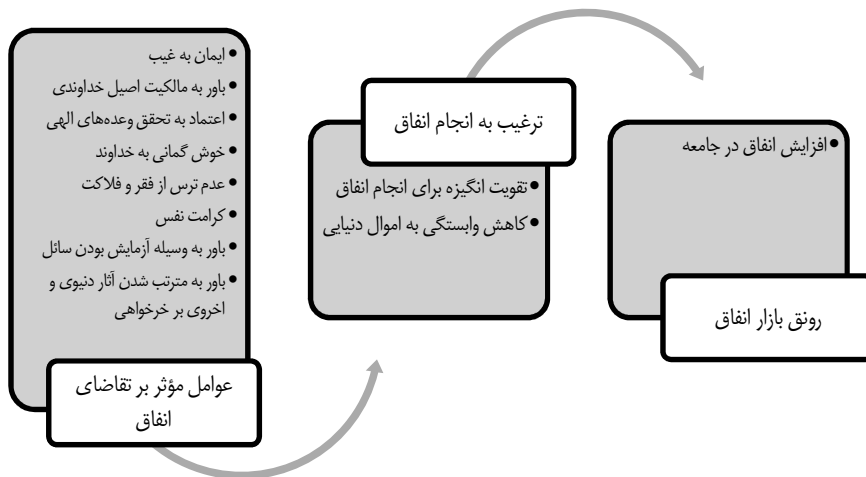 • ایمان به غیب
• باور به مالکیت اصیل خداوندی
• اعتماد به تحقق وعده‌های الهی
• خوش گمانی به خداوند
• عدم ترس از فقر و فلاکت
• کرامت نفس
• باور به وسیله آزمایش بودن سائل
• باور به مترتب شدن آثار دنیوی و
اخروی بر خرخواهی
عوامل مؤثر بر تقاضای
انفاق
ترغیب به انجام انفاق
• تقویت انگیزه برای انجام انفاق
• کاهش وابستگی به اموال دنیایی
• افزایش انفاق در جامعه
رونق بازار انفاق